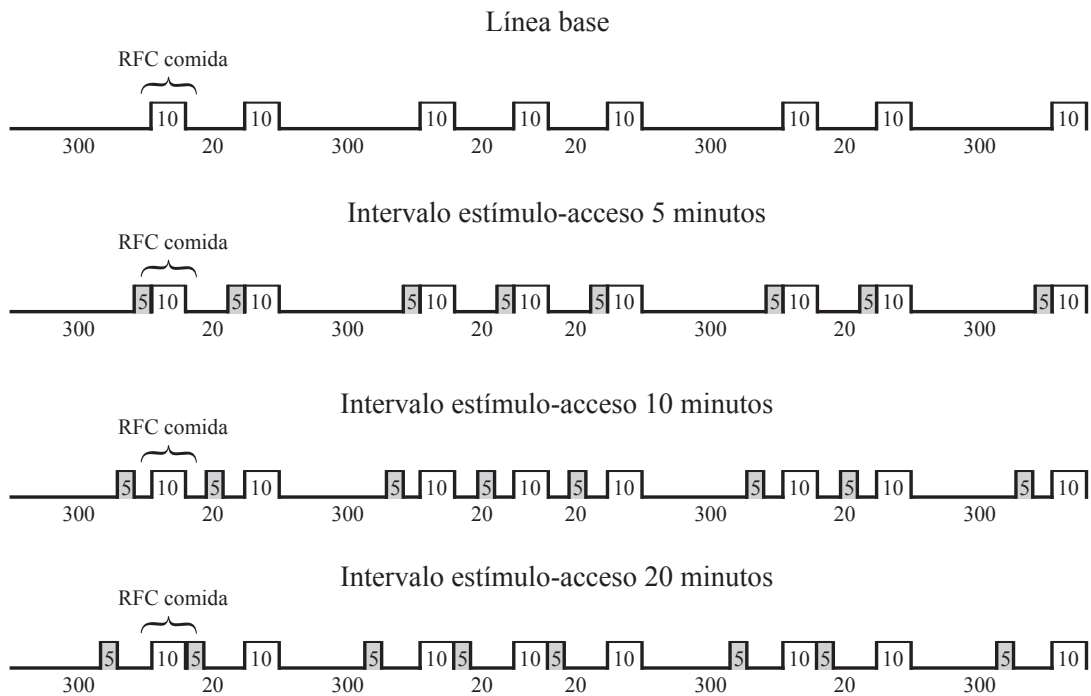 Línea base
RFC comida
10 10 10 10 10 10 10 10
300 20 300 20 20 300 20 300
Intervalo estímulo-acceso 5 minutos
RFC comida
5 10 5 10 5 10 5 10 5 10 5 10 5 10 5 10
300 20 300 20 20 300 20 300
Intervalo estímulo-acceso 10 minutos
RFC comida
5 10 5 10 5 10 5 10 5 10 5 10 5 10 5 10
300 20 300 20 20 300 20 300
Intervalo estímulo-acceso 20 minutos
RFC comida
5 10 5 10 5 10 5 10 5 10 5 10 5 10 5 10
300 20 300 20 20 300 20 300